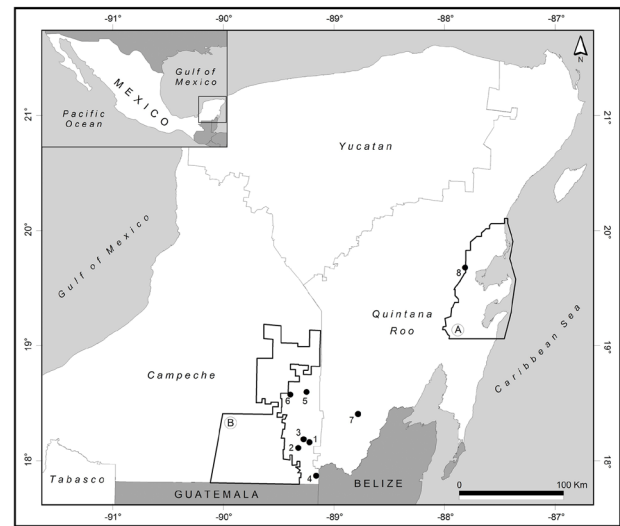 -91° -90° -89° -88° -87°
N
Gulf of
Mexico
MEXICO
Pacific
Ocean
21° 21°
Yucatan
20° 20°
Gulf of Mexico
8
Quintana
Roo
A
Caribbean Sea
19° 19°
Campeche
6 5
7
B
3 1
2
18° 18°
4
Tabasco
GUATEMALA
BELIZE
0 100 Km
-91° -90° -89° -88° -87°